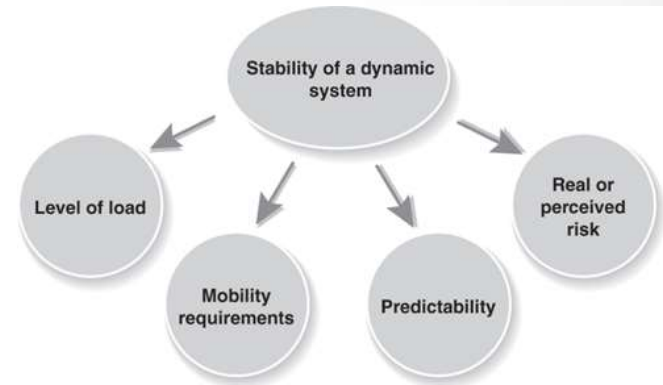 Stability of a dynamic
system
Level of load
Mobility
requirements
Predictability
Real or
perceived
risk